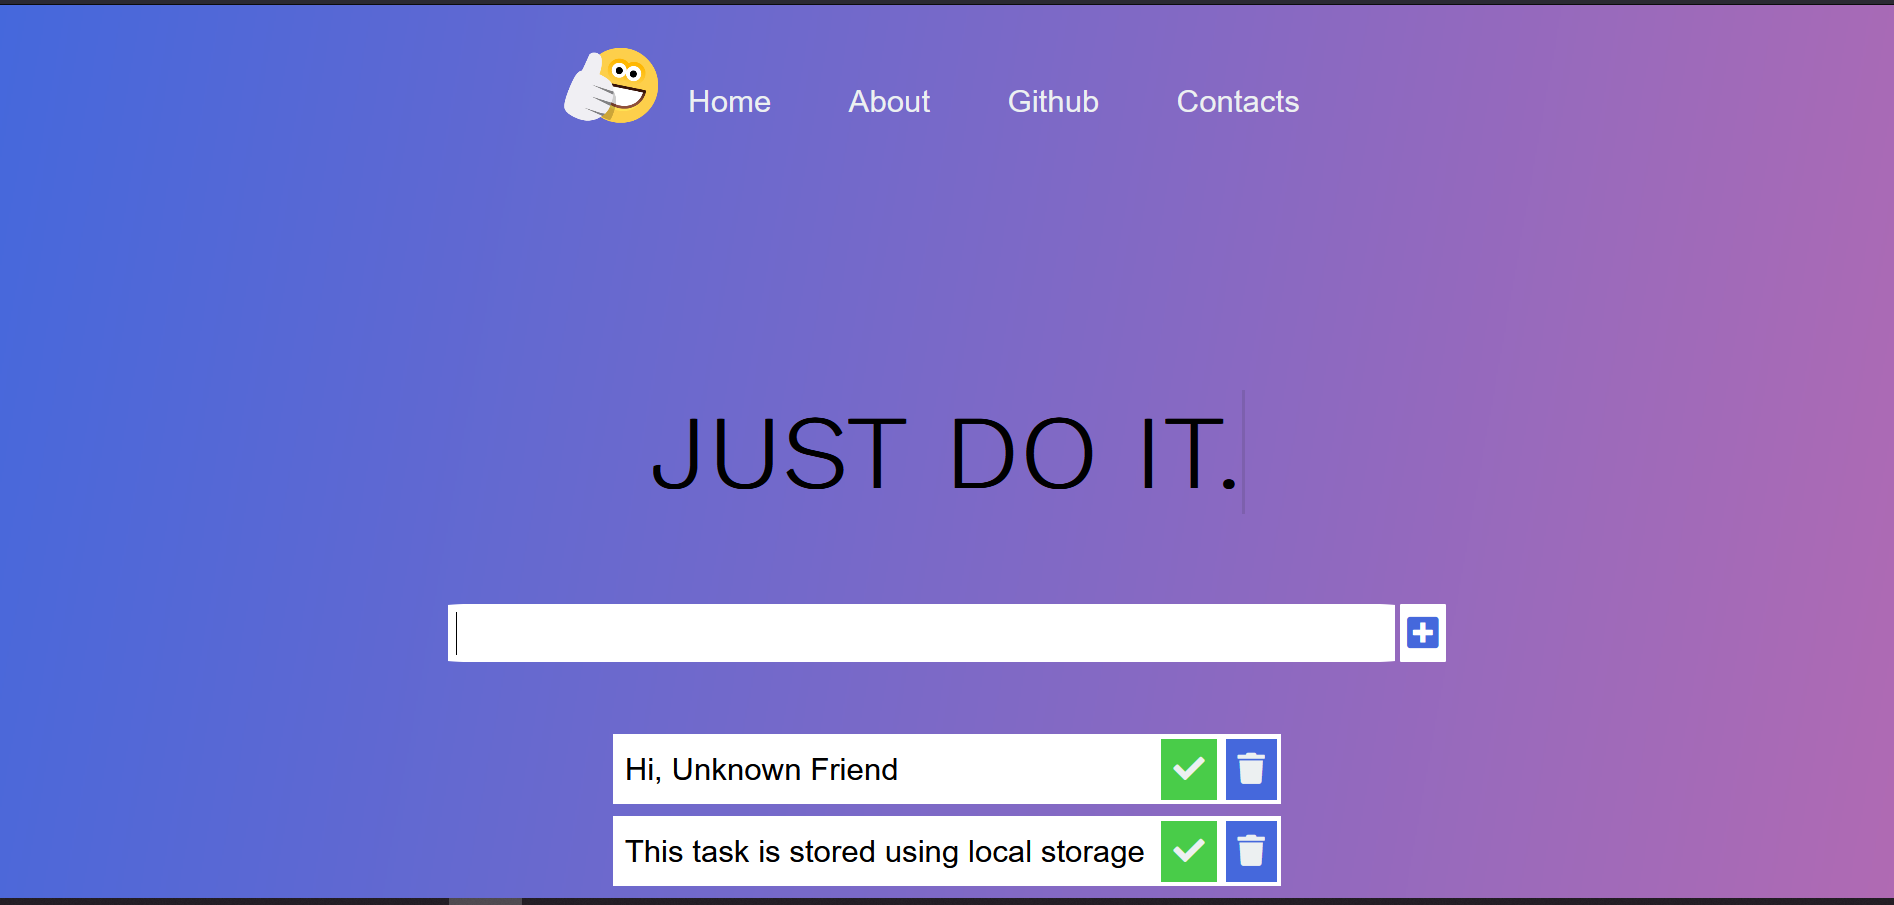 Home About Github Contacts
JUST DO IT.
Hi, Unknown Friend
This task is stored using local storage